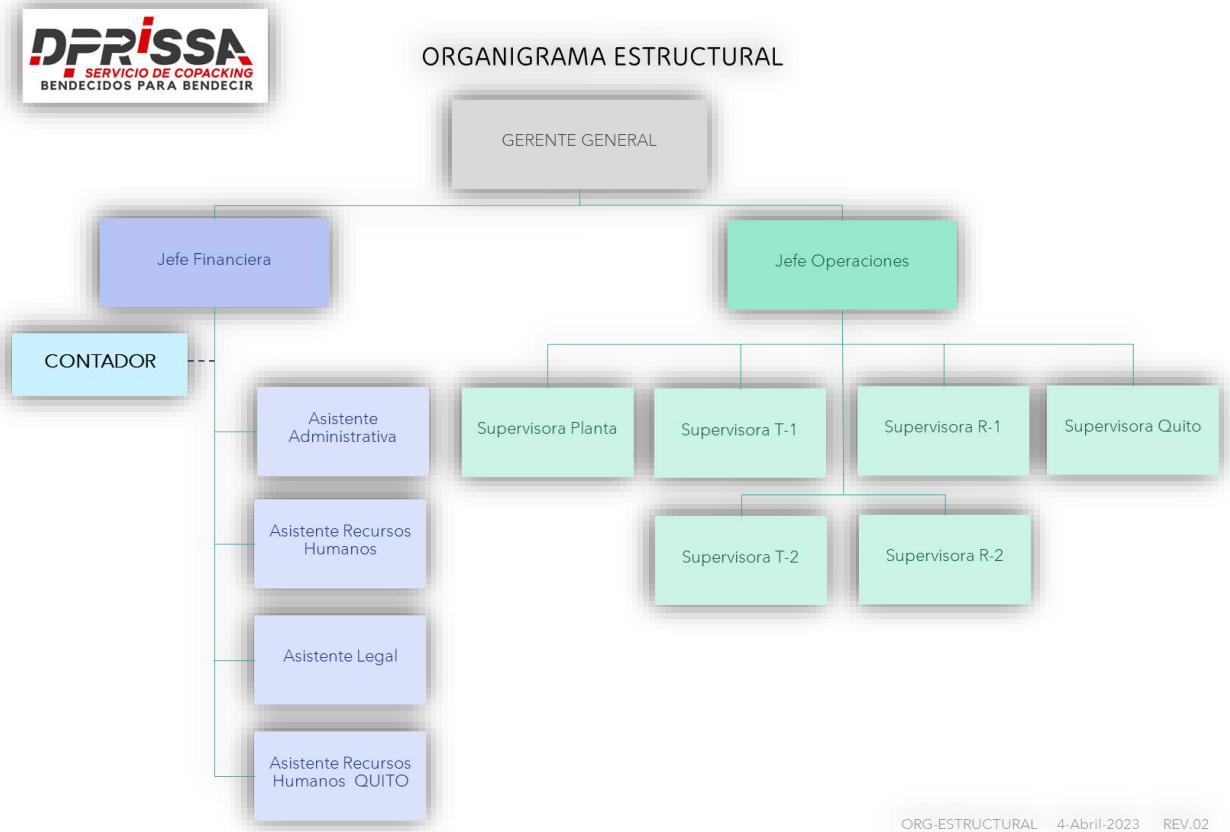 DPRISSA
SERVICIO DE COPACKING
BENDECIDOS PARA BENDECIR
ORGANIGRAMA ESTRUCTURAL
GERENTE GENERAL
Jefe Financiera
Jefe Operaciones
CONTADOR
Asistente
Administrativa
Supervisora Planta
Supervisora T-1
Supervisora R-1
Supervisora Quito
Asistente Recursos
Humanos
Supervisora T-2
Supervisora R-2
Asistente Legal
Asistente Recursos
Humanos QUITO
ORG-ESTRUCTURAL 4-Abril-2023 REV.02